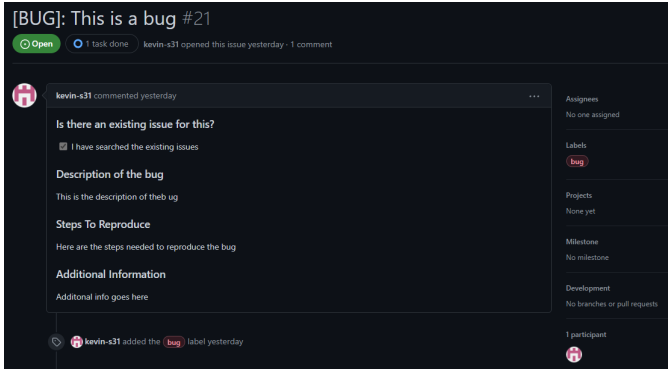 [BUG]: This is a bug #21
Open
1 task done
kevin-s31 opened this issue yesterday · 1 comment
kevin-s31 commented yesterday
Is there an existing issue for this?
I have searched the existing issues
Description of the bug
This is the description of theb ug
Steps To Reproduce
Here are the steps needed to reproduce the bug
Additional Information
Additonal info goes here
kevin-s31 added the bug label yesterday
Assignees
No one assigned
Labels
bug
Projects
None yet
Milestone
No milestone
Development
No branches or pull requests
1 participant